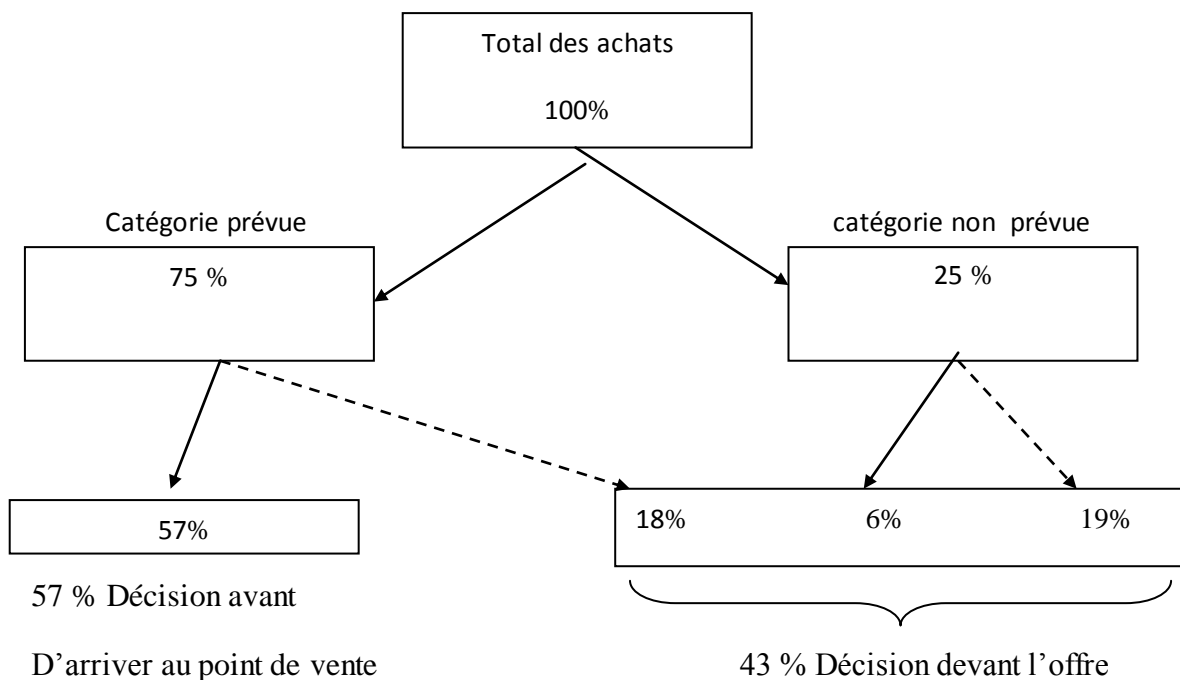 Total des achats
100%
Catégorie prévue
catégorie non prévue
75 %
25 %
57%
18%
6%
19%
57 % Décision avant
D’arriver au point de vente
43 % Décision devant l’offre